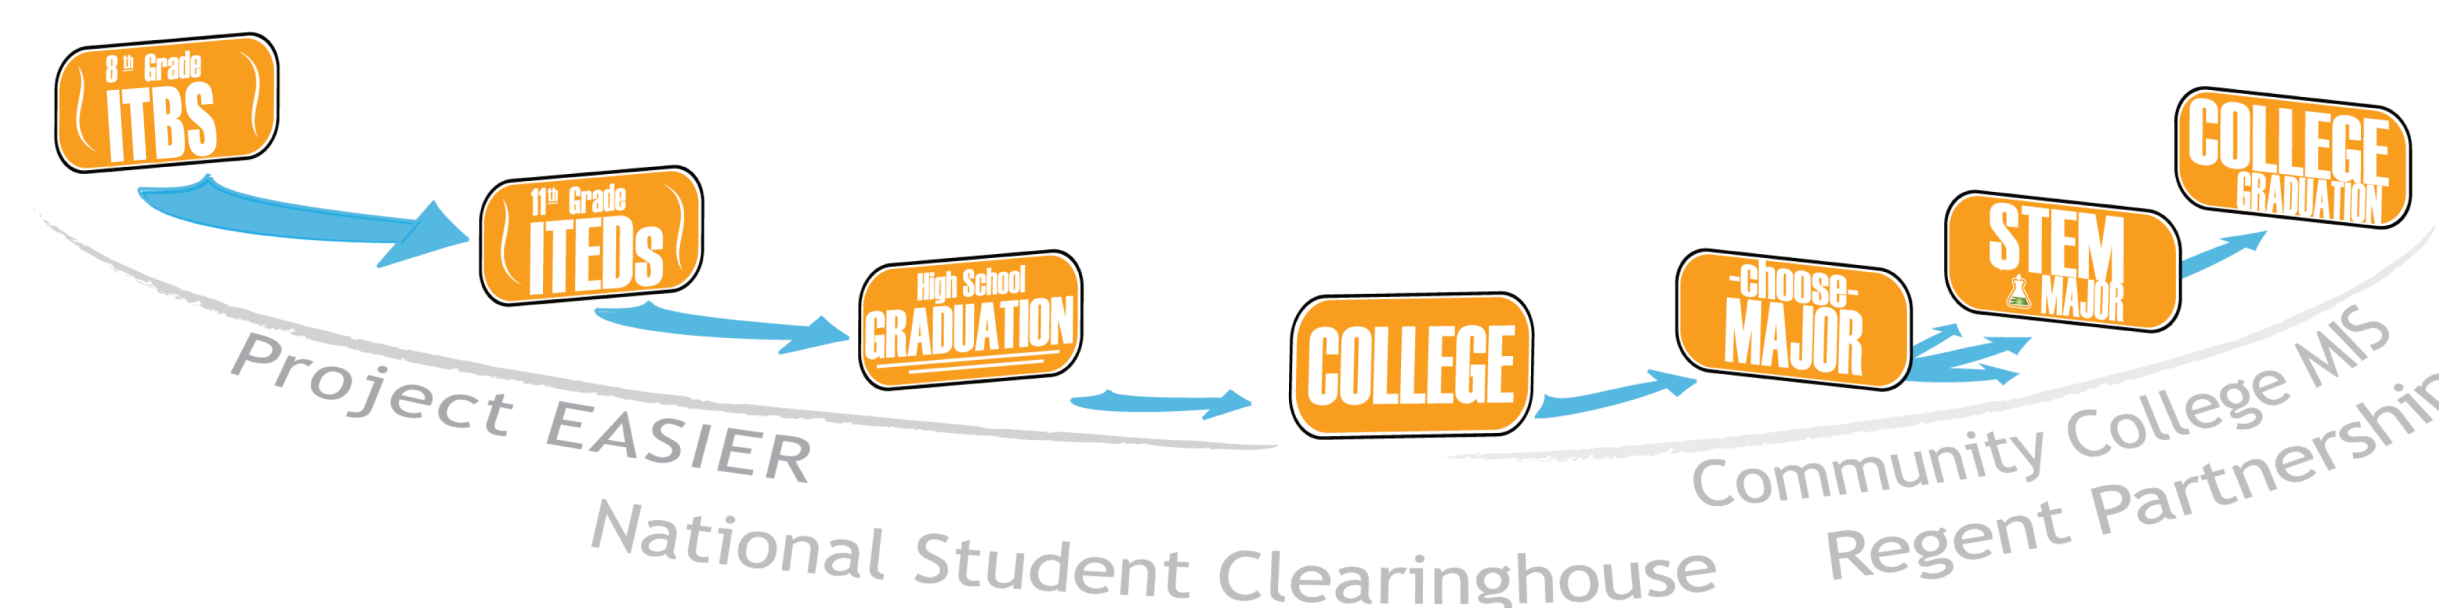 8th Grade
ITBS
11th Grade
ITEDs
High School
GRADUATION
COLLEGE
-choose-
MAJOR
STEM
MAJOR
COLLEGE
GRADUATION
Project EASIER
National Student Clearinghouse
Community College MIS
Regent Partnership